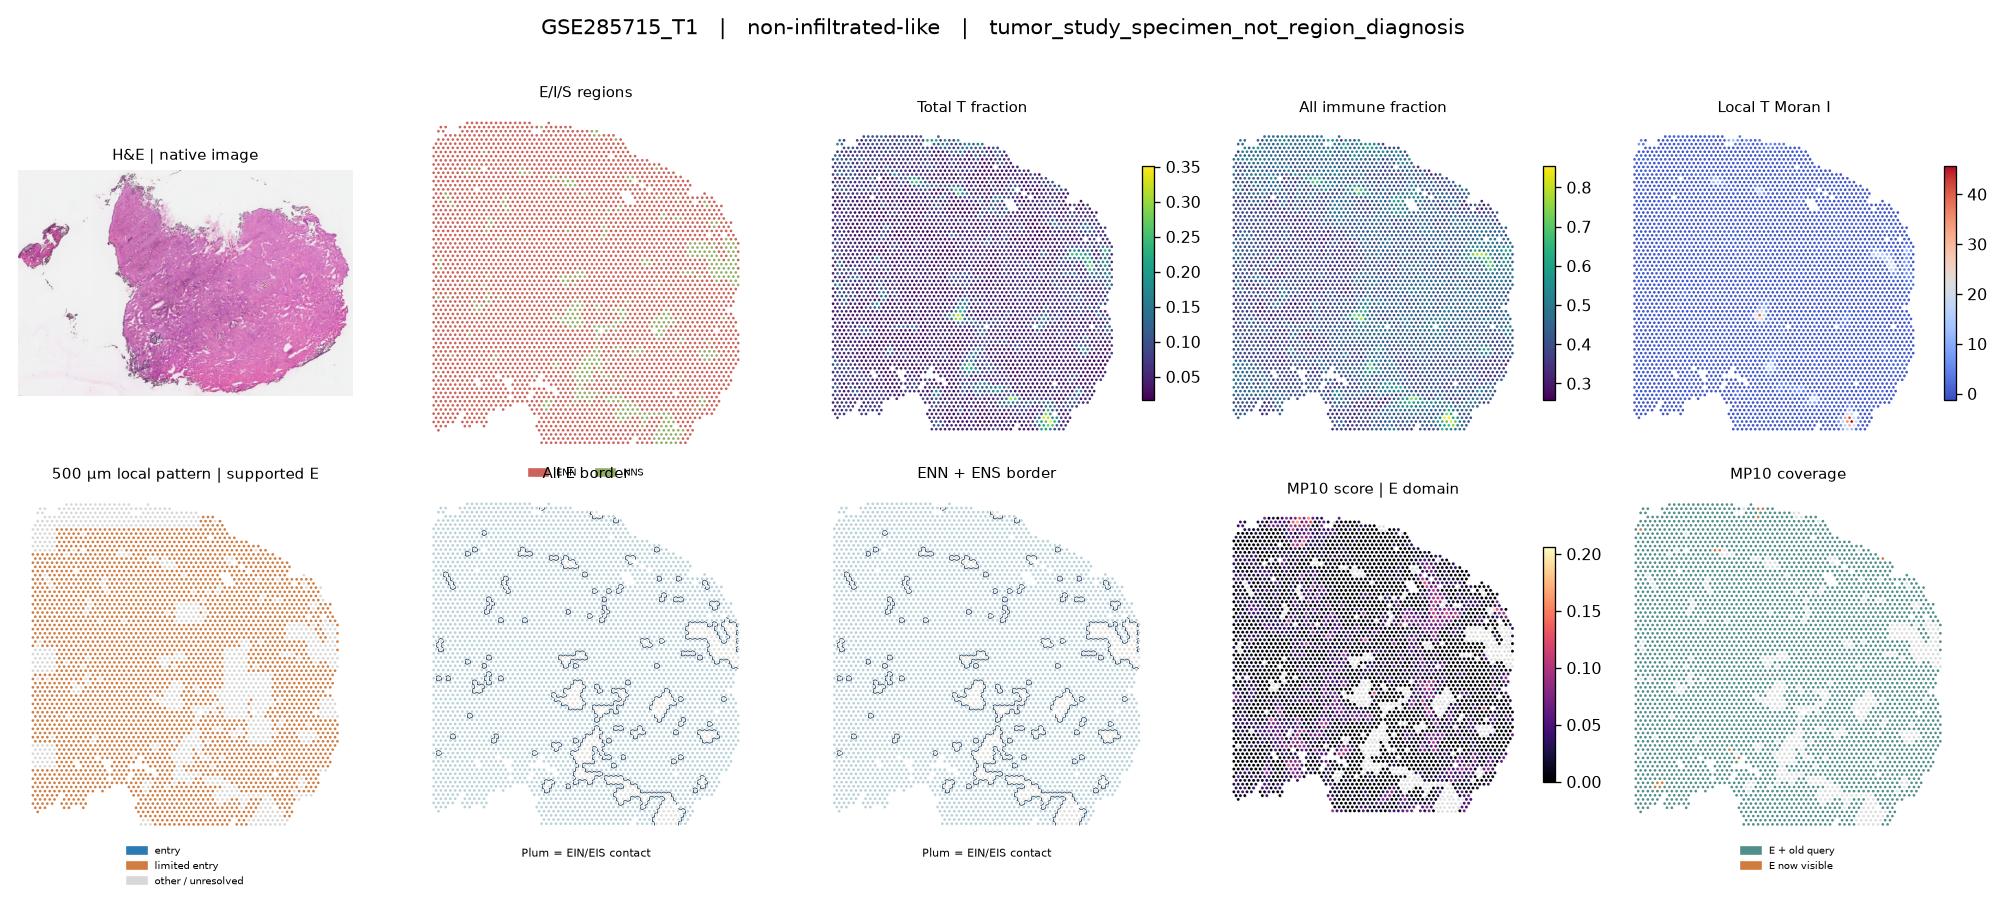 GSE285715_T1 | non-infiltrated-like | tumor_study_specimen_not_region_diagnosis
H&E | native image
E/I/S regions
Total T fraction
All immune fraction
Local T Moran I
0.35
0.30
0.25
0.20
0.15
0.10
0.05
0.8
0.7
0.6
0.5
0.4
0.3
40
30
20
10
0
500 µm local pattern | supported E
ENN
NNS
All E border
ENN + ENS border
MP10 score | E domain
MP10 coverage
0.20
0.15
0.10
0.05
0.00
entry
limited entry
other / unresolved
Plum = EIN/EIS contact
Plum = EIN/EIS contact
E + old query
E now visible